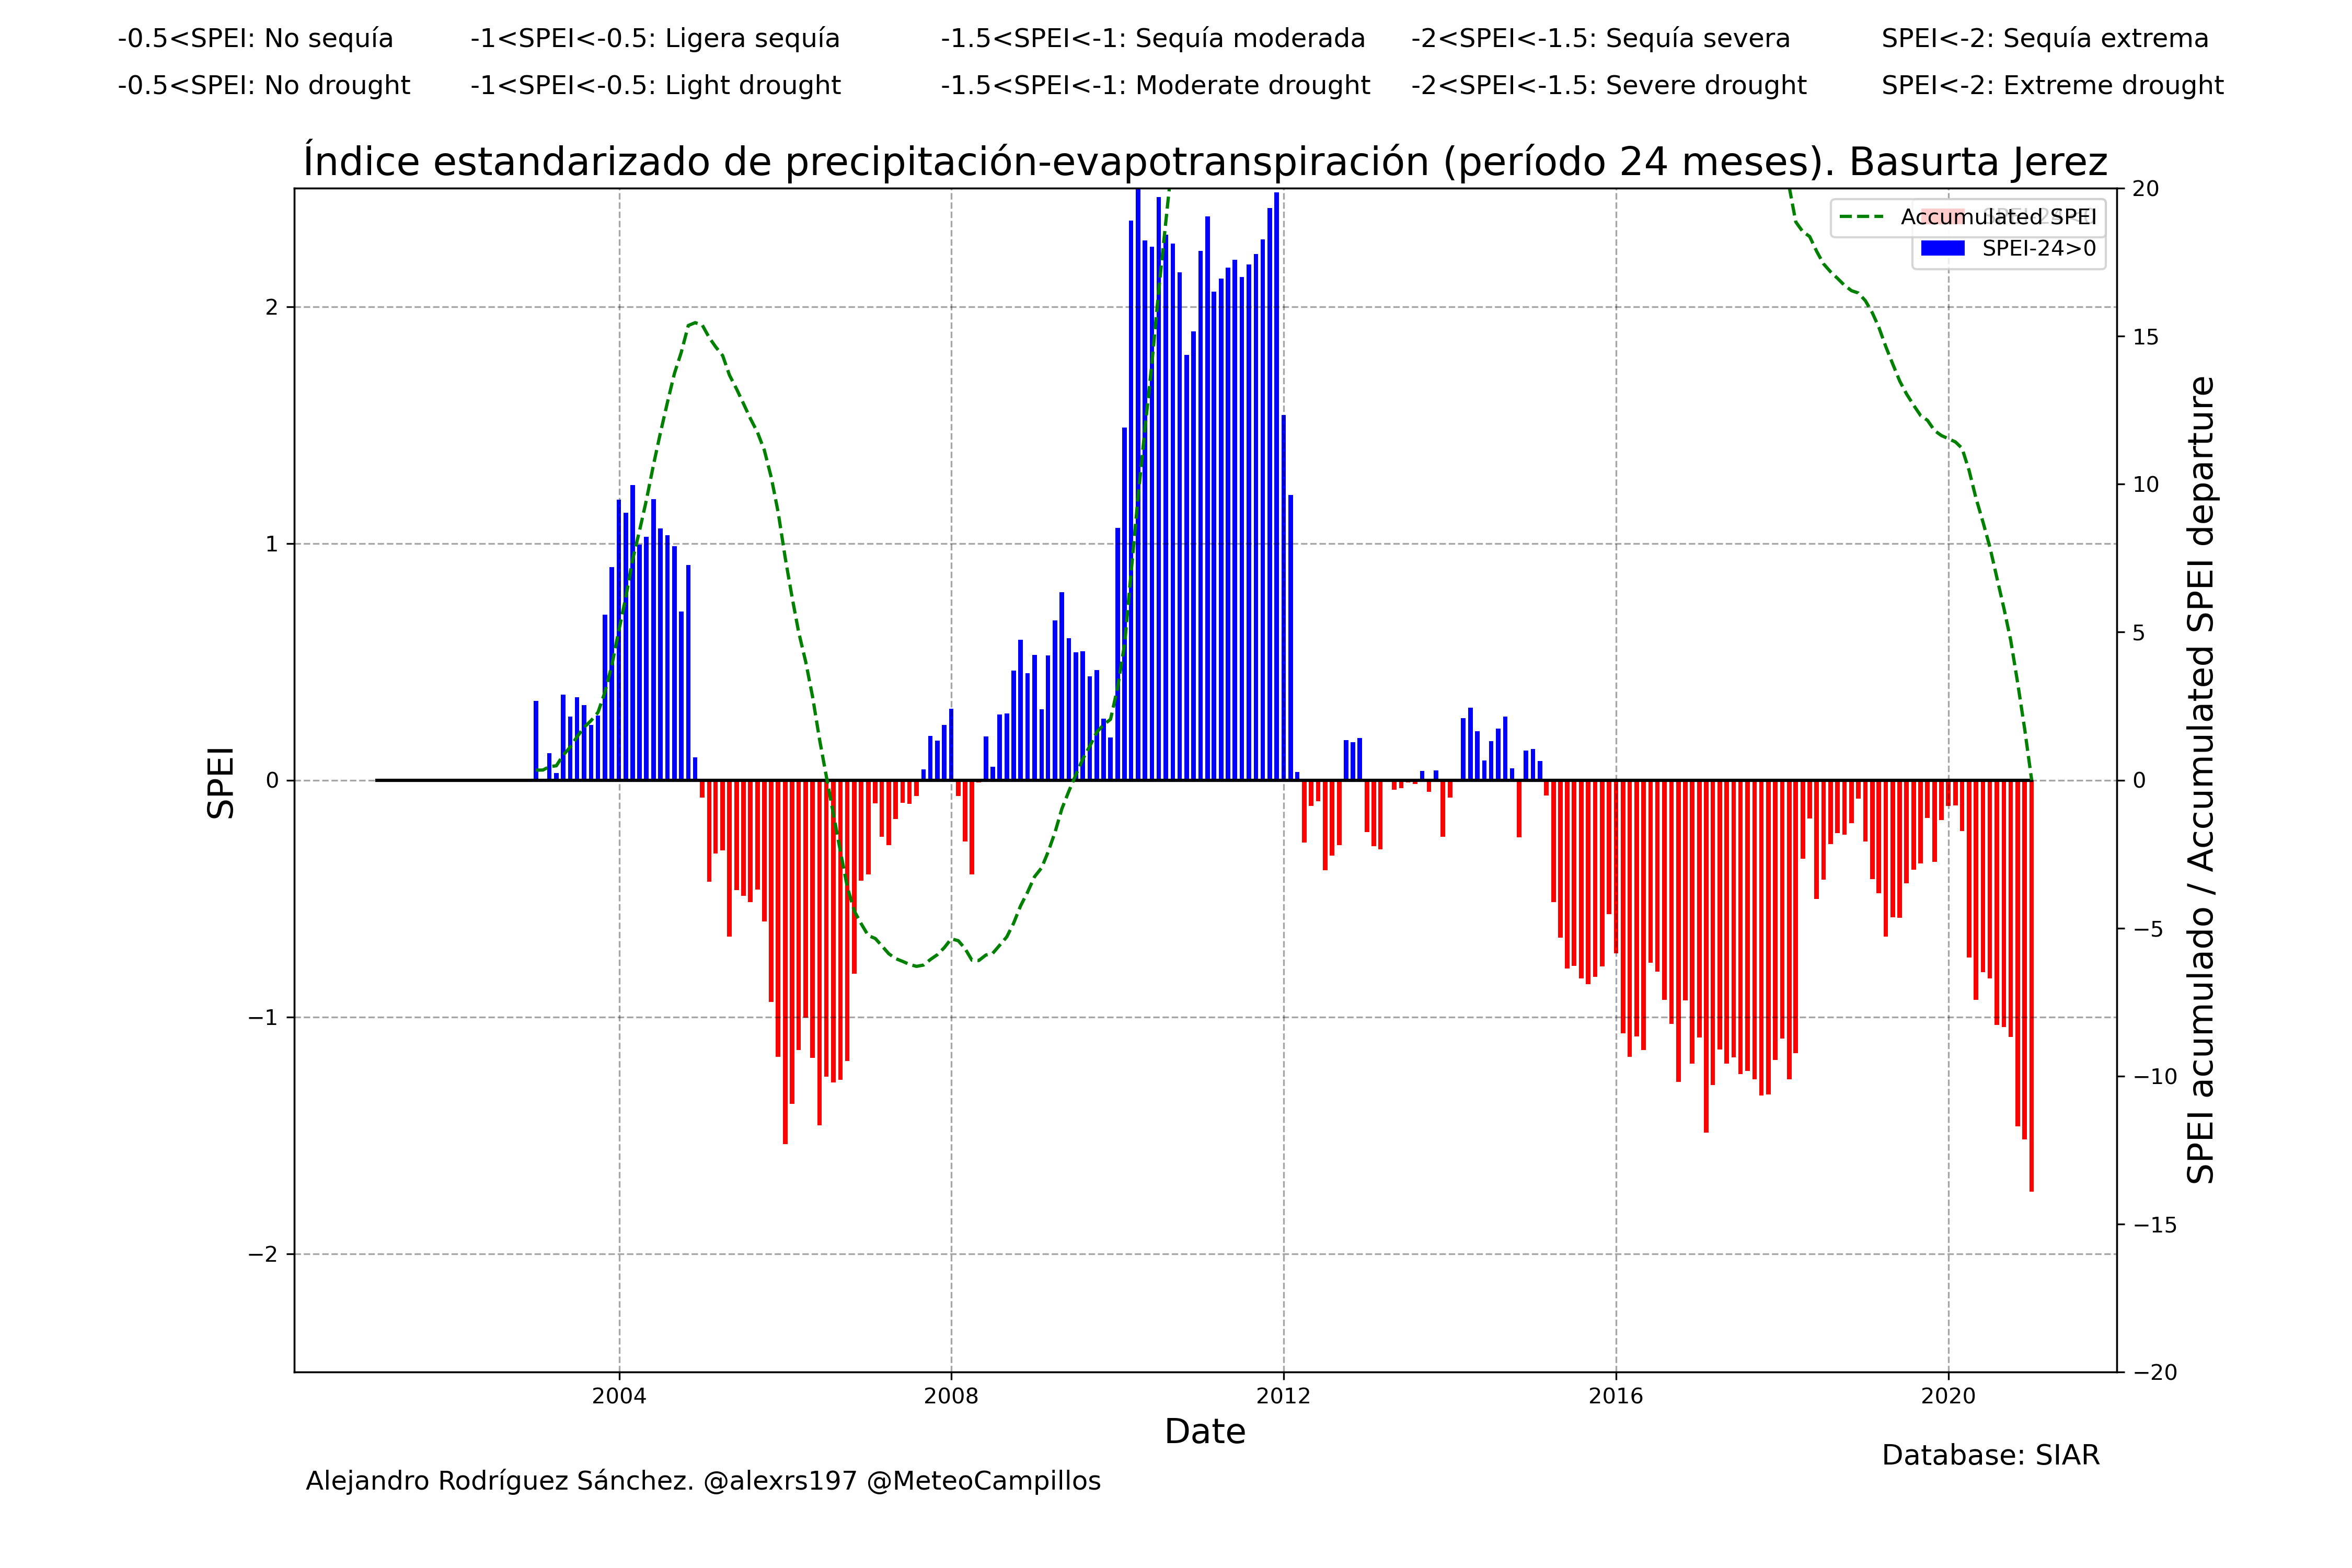 -0.5<SPEI: No sequía -1<SPEI<-0.5: Ligera sequía -1.5<SPEI<-1: Sequía moderada -2<SPEI<-1.5: Sequía severa SPEI<-2: Sequía extrema
-0.5<SPEI: No drought -1<SPEI<-0.5: Light drought -1.5<SPEI<-1: Moderate drought -2<SPEI<-1.5: Severe drought SPEI<-2: Extreme drought
Índice estandarizado de precipitación-evapotranspiración (período 24 meses). Basurta Jerez
Accumulated SPEI
SPEI-24>0
SPEI
2
1
0
−1
−2
20
15
10
5
0
−5
−10
−15
−20
SPEI acumulado / Accumulated SPEI departure
2004 2008 2012 2016 2020
Date
Database: SIAR
Alejandro Rodríguez Sánchez. @alexrs197 @MeteoCampillos